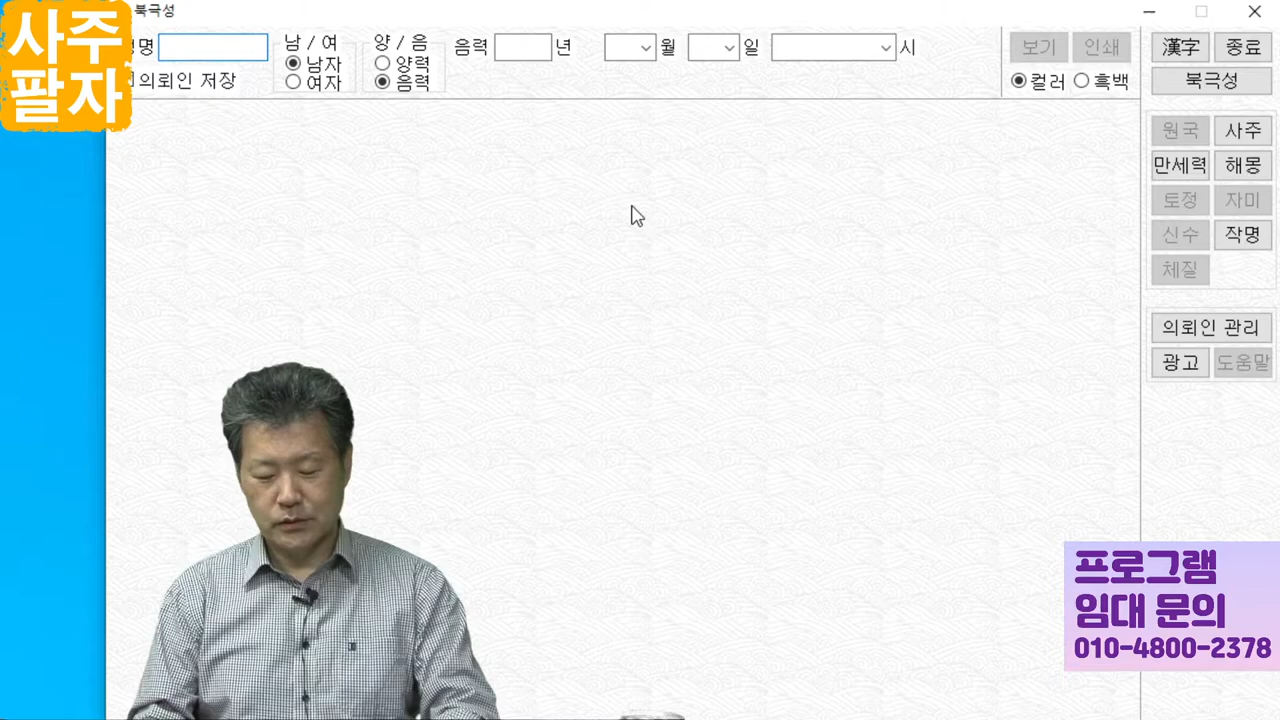 북극성
사주
팔자
성명
남 / 여
남자
여자
양 / 음
양력
음력
음력 년 월 일 시
의뢰인 저장
보기 인쇄
컬러 흑백
漢字 종료
북극성
원국 사주
만세력 해몽
토정 자미
신수 작명
체질
의뢰인 관리
광고 도움말
프로그램
임대 문의
010-4800-2378